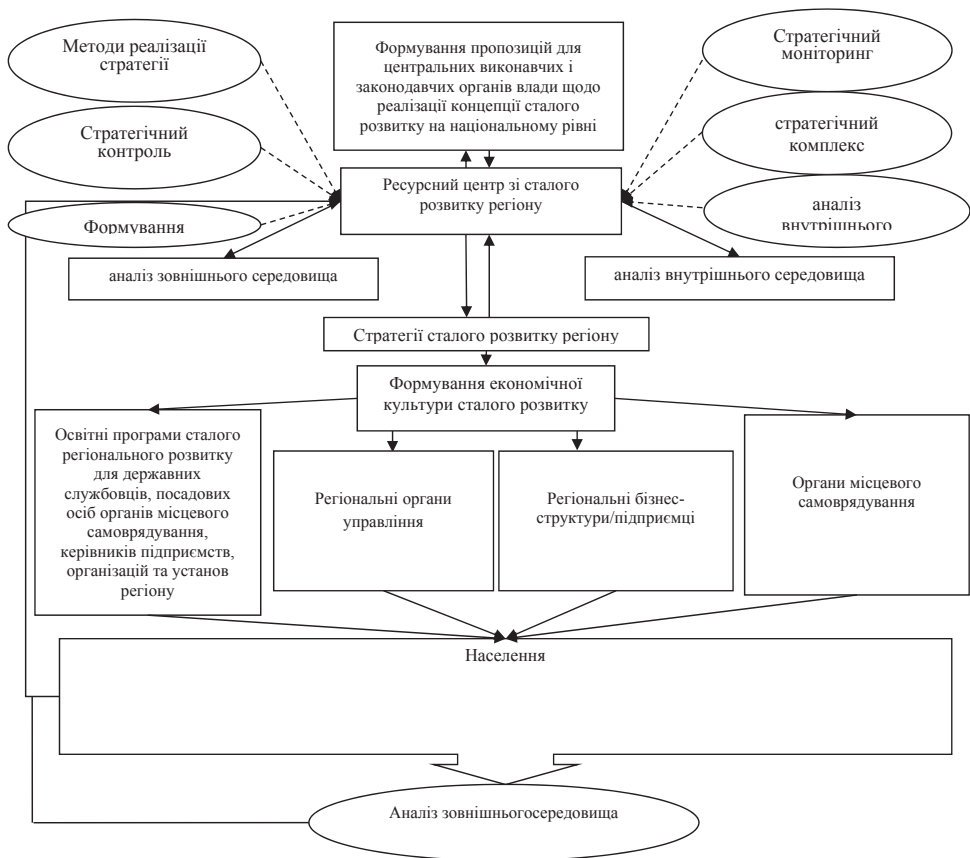 Методи реалізації
стратегії
Формування пропозицій для
центральних виконавчих і
законодавчих органів влади щодо
реалізації концепції сталого
розвитку на національному рівні
Стратегічний
моніторинг
Стратегічний
контроль
стратегічний
комплекс
Ресурсний центр зі сталого
розвитку регіону
Формування
аналіз
внутрішнього
аналіз зовнішнього середовища
аналіз внутрішнього середовища
Стратегії сталого розвитку регіону
Формування економічної
культури сталого розвитку
Освітні програми сталого
регіонального розвитку
для державних
службовців, посадових
осіб органів місцевого
самоврядування,
керівників підприємств,
організацій та установ
регіону
Регіональні органи
управління
Регіональні бізнес-
структури/підприємці
Органи місцевого
самоврядування
Населення
Аналіз зовнішньогосередовища